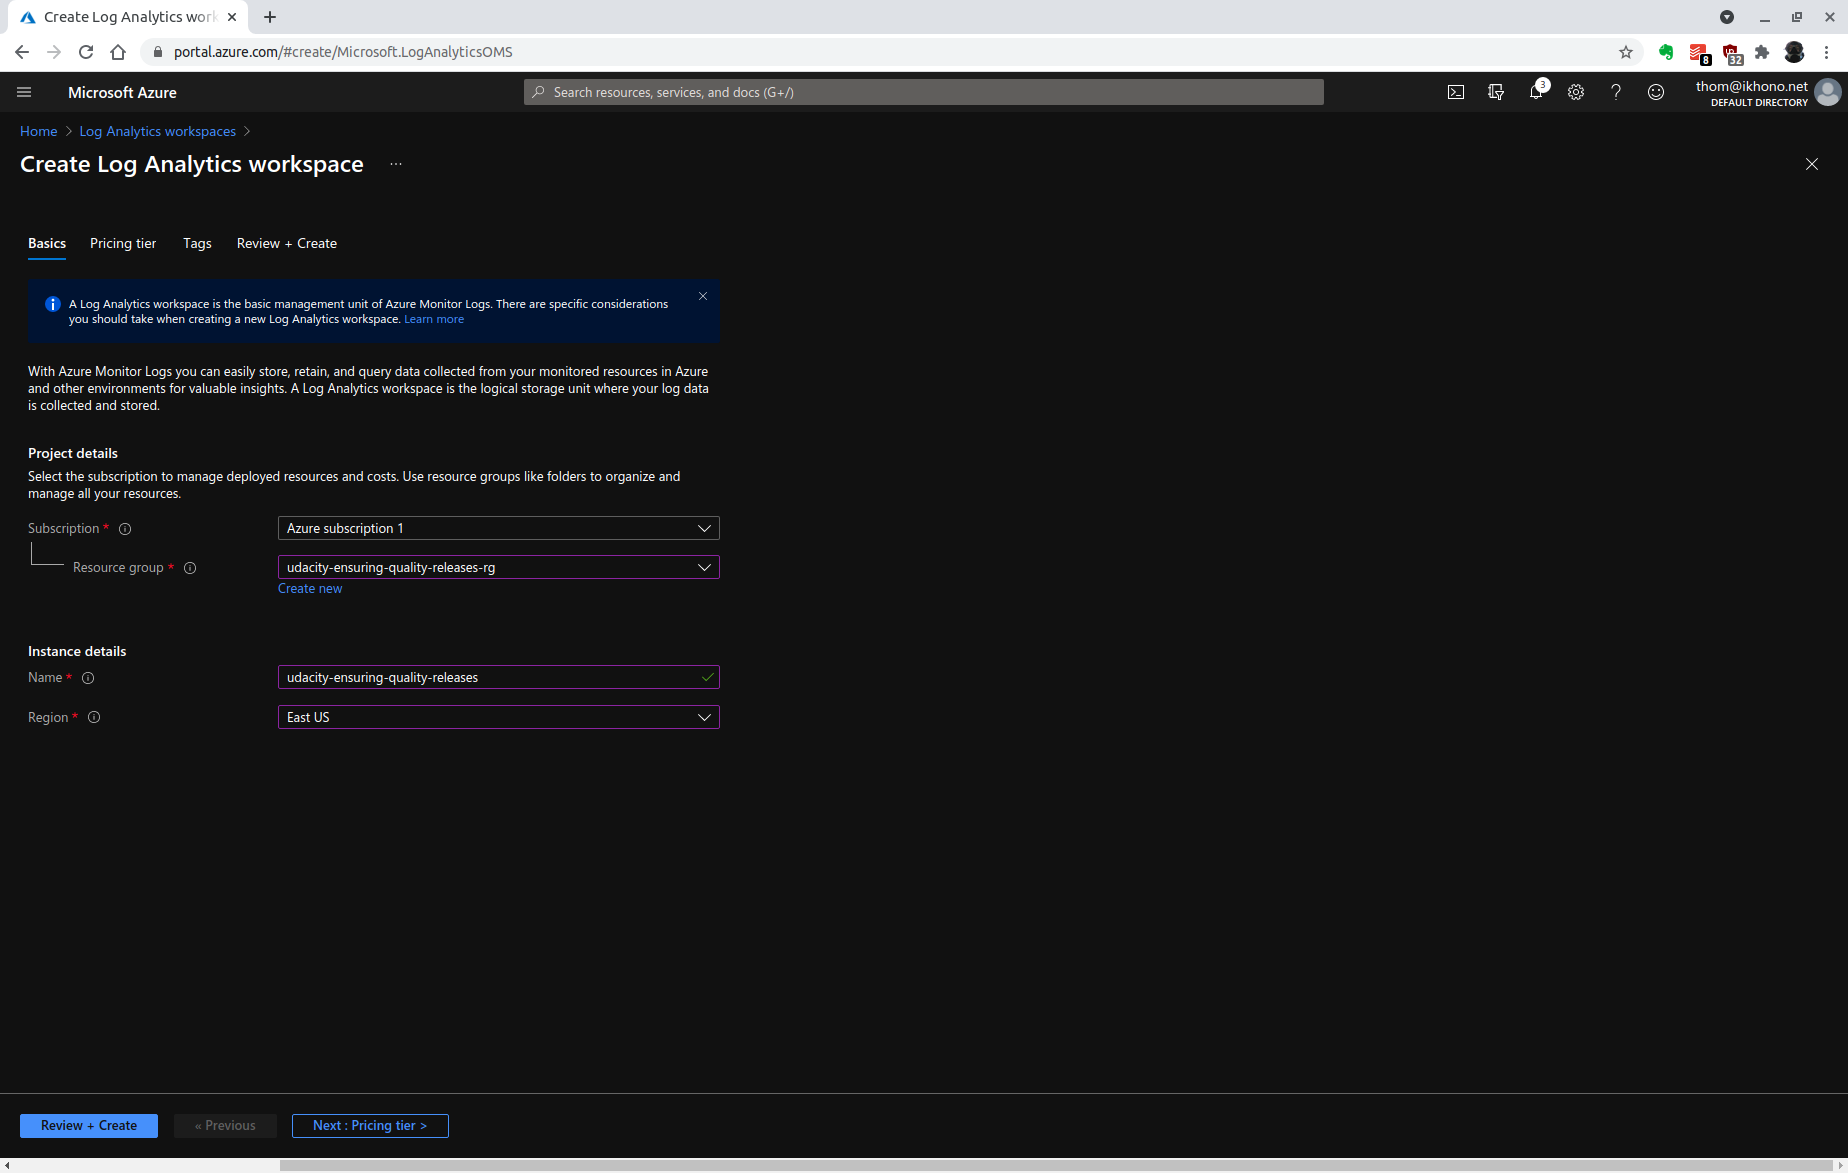 Create Log Analytics work
portal.azure.com/#create/Microsoft.LogAnalyticsOMS
8
32
Microsoft Azure
Search resources, services, and docs (G+/)
3
thom@ikhono.net
DEFAULT DIRECTORY
Home > Log Analytics workspaces >
Create Log Analytics workspace ...
Basics Pricing tier Tags Review + Create
A Log Analytics workspace is the basic management unit of Azure Monitor Logs. There are specific considerations
you should take when creating a new Log Analytics workspace. Learn more
With Azure Monitor Logs you can easily store, retain, and query data collected from your monitored resources in Azure
and other environments for valuable insights. A Log Analytics workspace is the logical storage unit where your log data
is collected and stored.
Project details
Select the subscription to manage deployed resources and costs. Use resource groups like folders to organize and
manage all your resources.
Subscription * Azure subscription 1
Resource group * udacity-ensuring-quality-releases-rg
Create new
Instance details
Name * udacity-ensuring-quality-releases
Region * East US
Review + Create « Previous Next : Pricing tier >